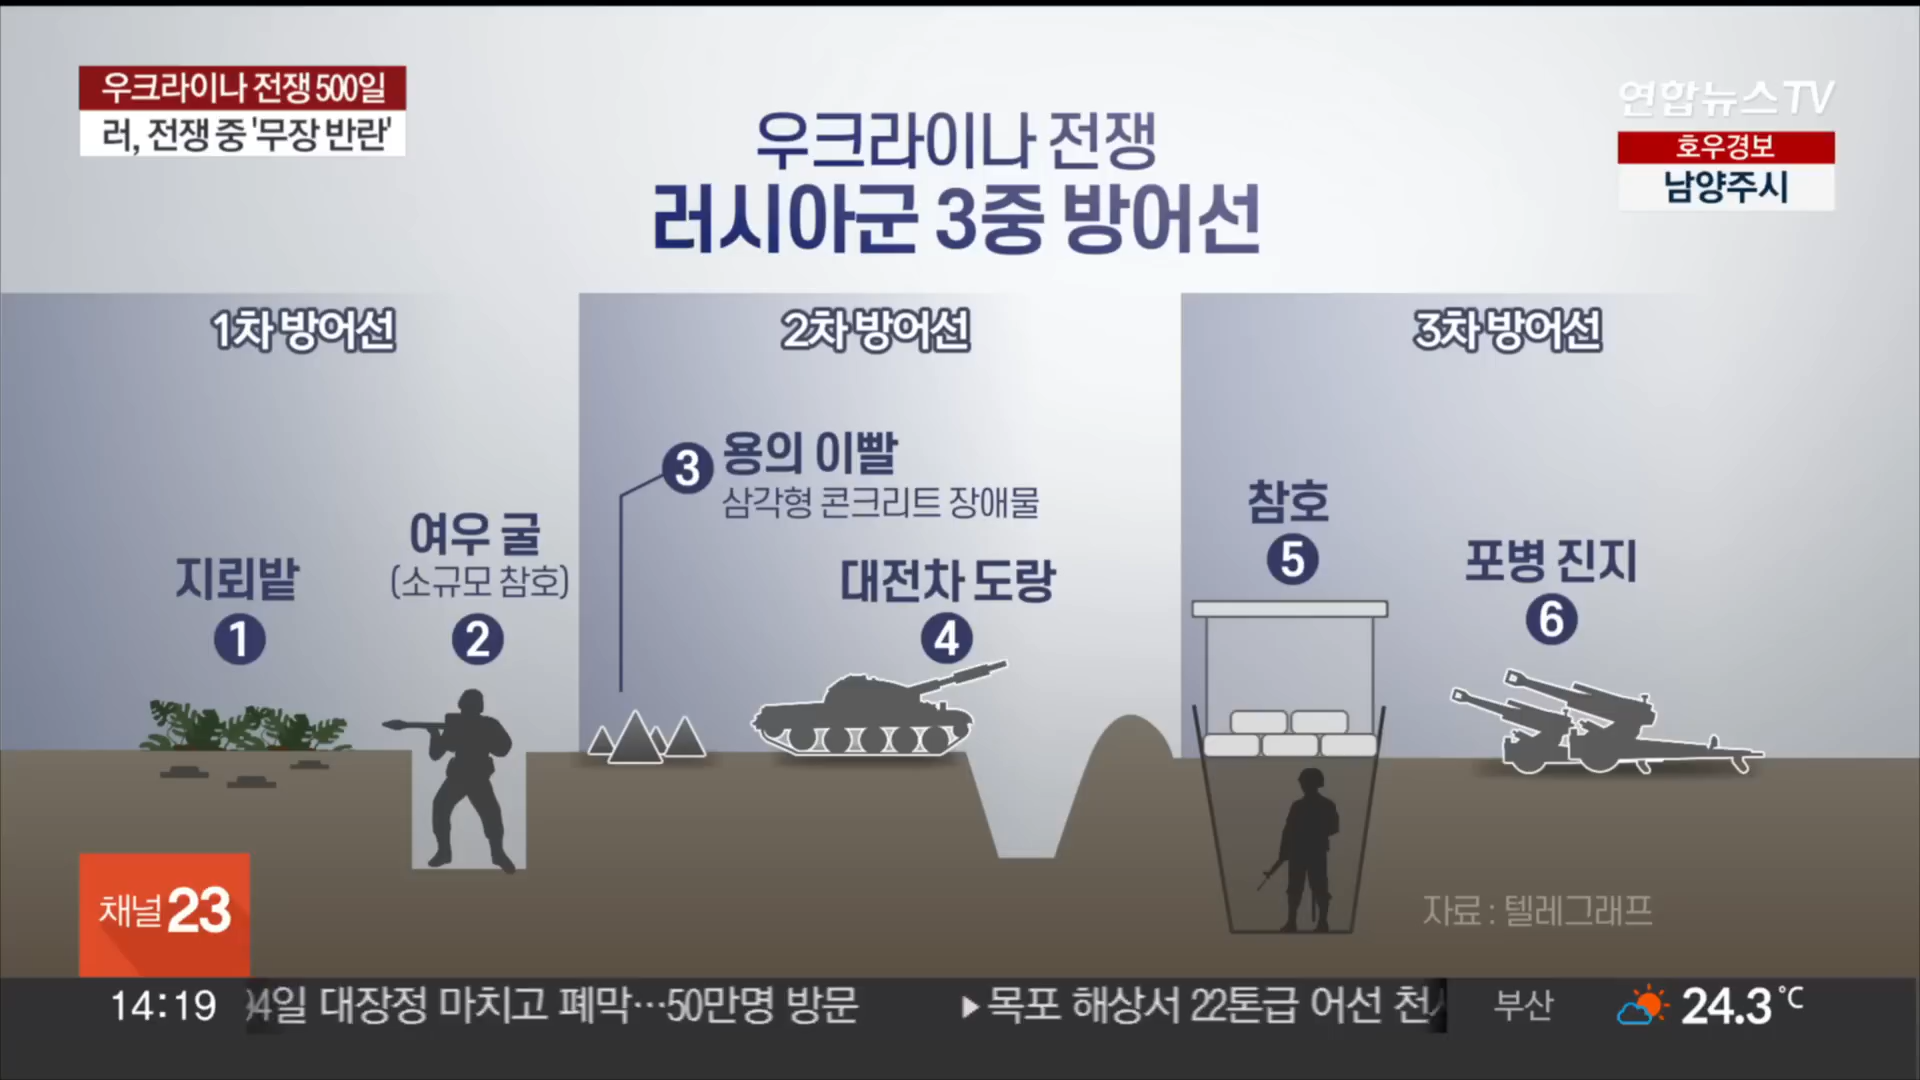 우크라이나 전쟁 500일
러, 전쟁 중 '무장 반란'
연합뉴스TV
호우경보
남양주시
우크라이나 전쟁
러시아군 3중 방어선
1차 방어선
2차 방어선
3차 방어선
지뢰밭
1
여우 굴
(소규모 참호)
2
3 용의 이빨
삼각형 콘크리트 장애물
대전차 도랑
4
참호
5
포병 진지
6
자료 : 텔레그래프
채널 23
14:19 94일 대장정 마치고 폐막…50만명 방문 ▶목포 해상서 22톤급 어선 부산 24.3℃